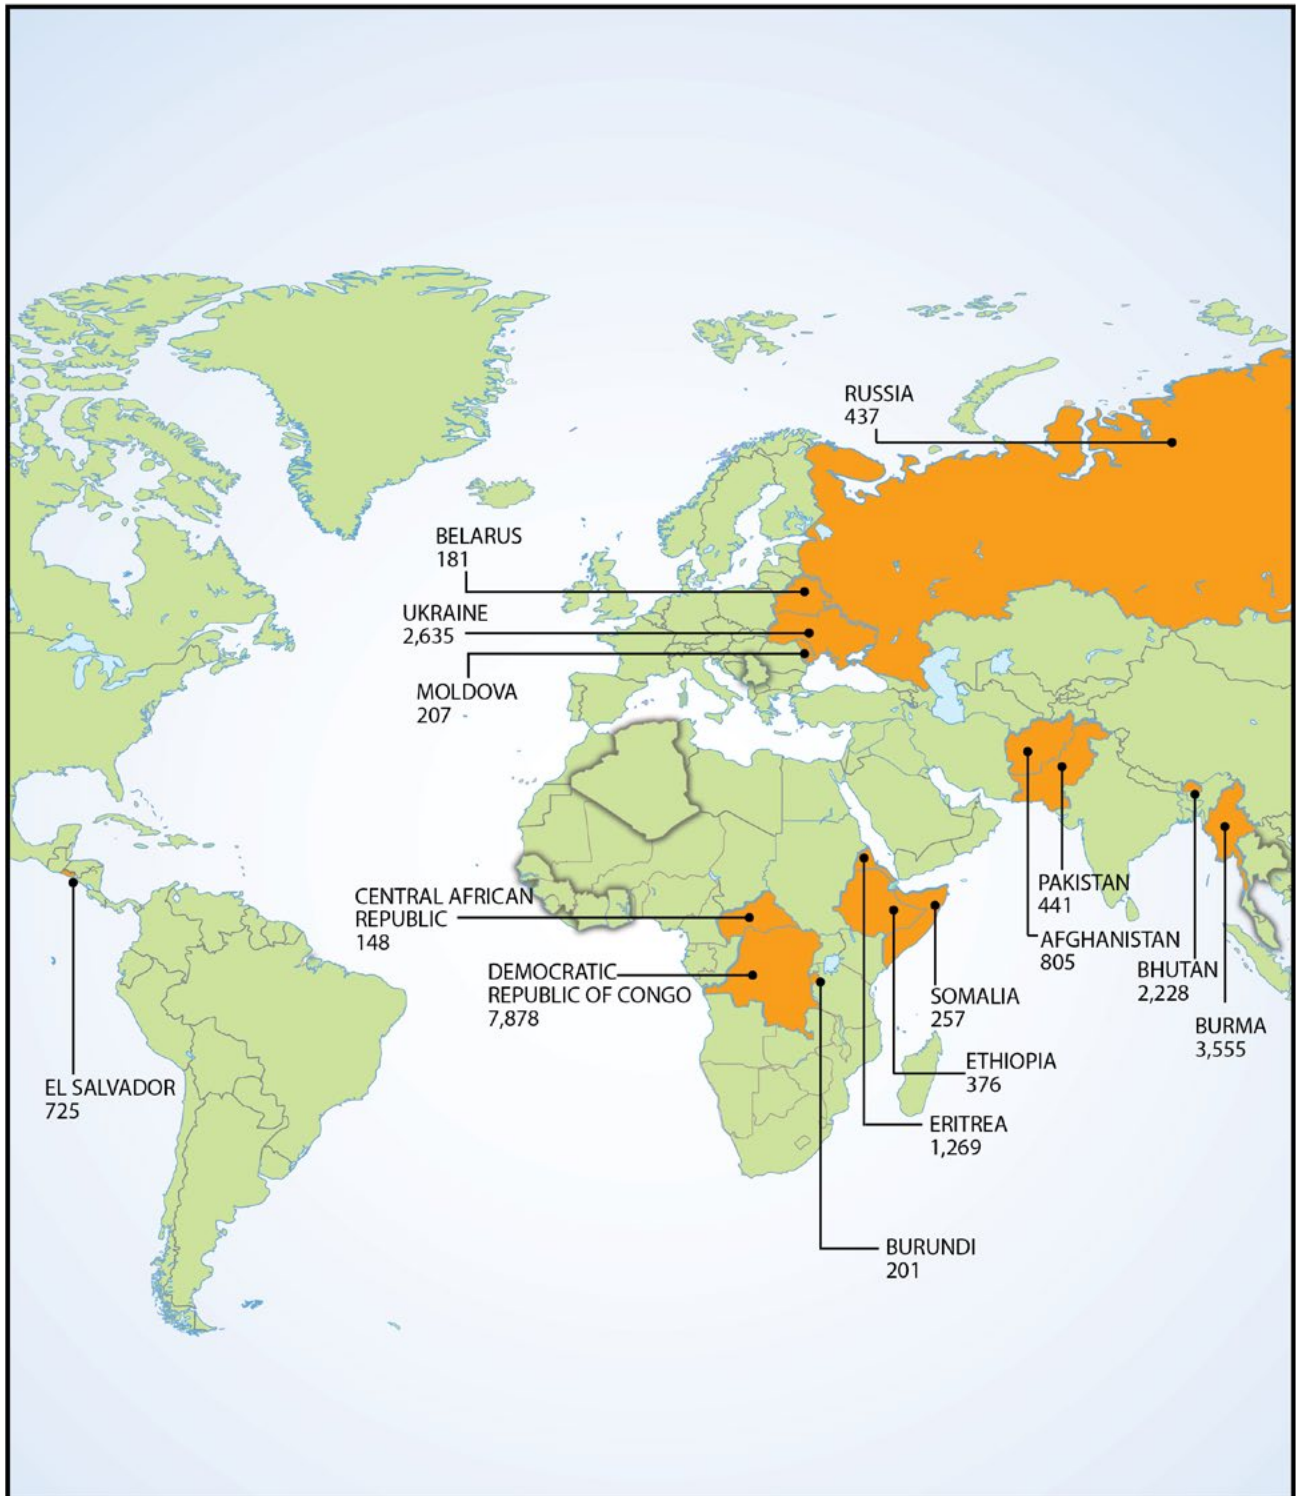 RUSSIA
437
BELARUS
181
UKRAINE
2,635
MOLDOVA
207
CENTRAL AFRICAN
REPUBLIC
148
PAKISTAN
441
AFGHANISTAN
805
BHUTAN
2,228
DEMOCRATIC
REPUBLIC OF CONGO
7,878
SOMALIA
257
BURMA
3,555
ETHIOPIA
376
EL SALVADOR
725
ERITREA
1,269
BURUNDI
201